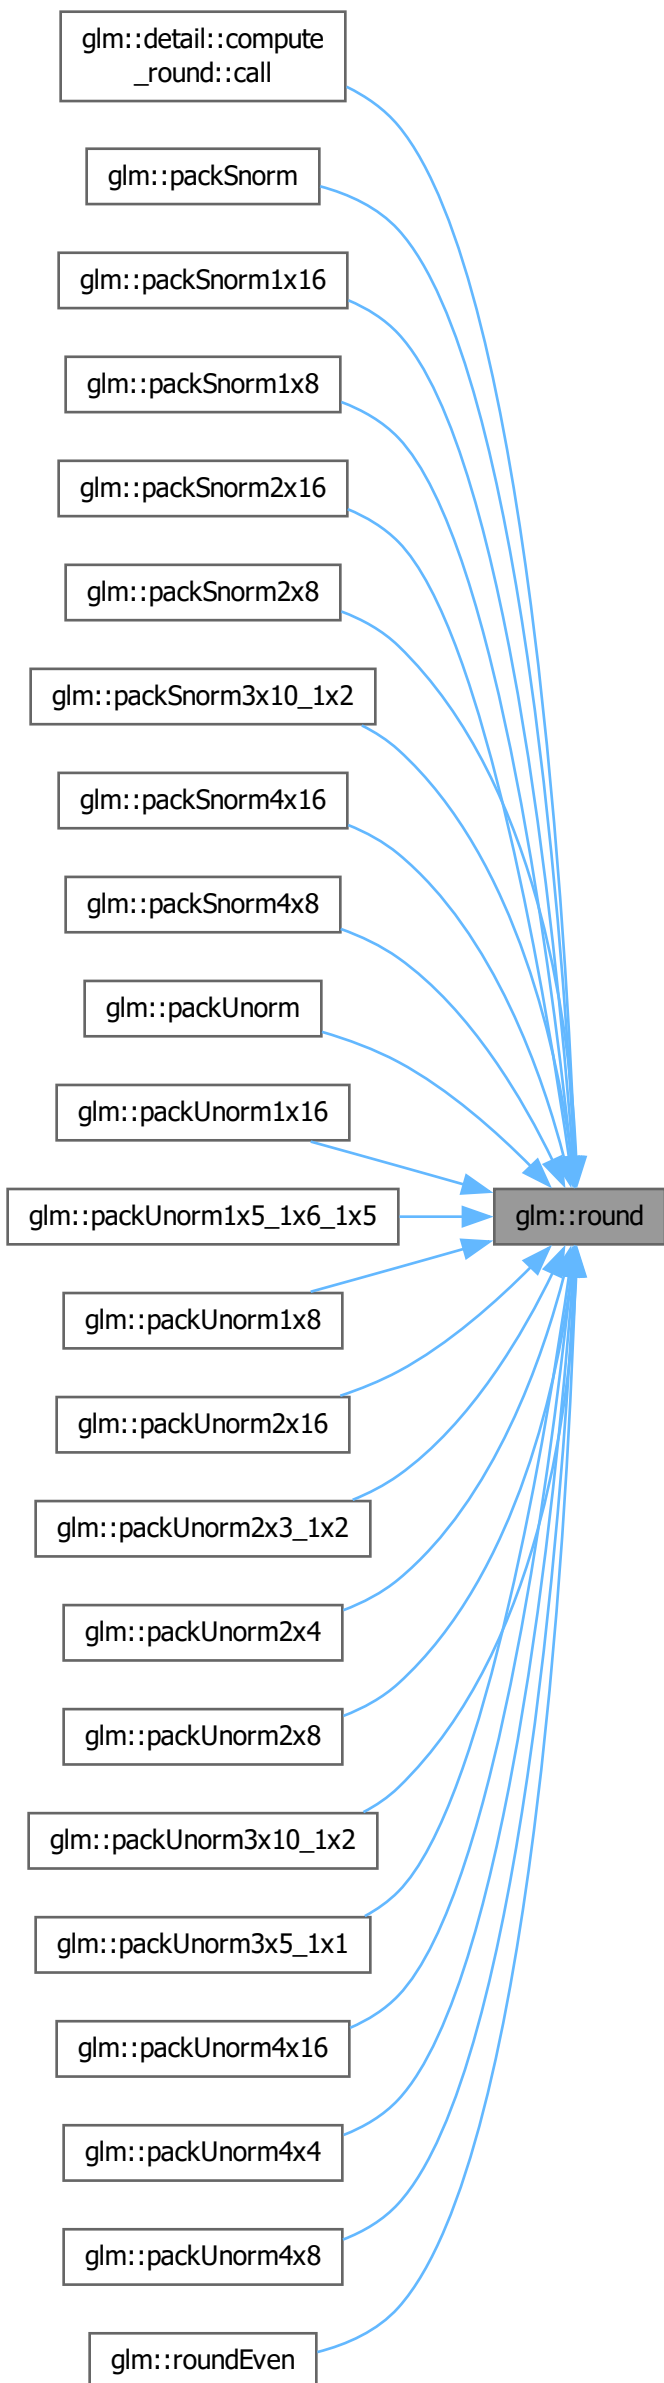 glm::detail::compute
_round::call
glm::packSnorm
glm::packSnorm1x16
glm::packSnorm1x8
glm::packSnorm2x16
glm::packSnorm2x8
glm::packSnorm3x10_1x2
glm::packSnorm4x16
glm::packSnorm4x8
glm::packUnorm
glm::packUnorm1x16
glm::packUnorm1x5_1x6_1x5
glm::round
glm::packUnorm1x8
glm::packUnorm2x16
glm::packUnorm2x3_1x2
glm::packUnorm2x4
glm::packUnorm2x8
glm::packUnorm3x10_1x2
glm::packUnorm3x5_1x1
glm::packUnorm4x16
glm::packUnorm4x4
glm::packUnorm4x8
glm::roundEven